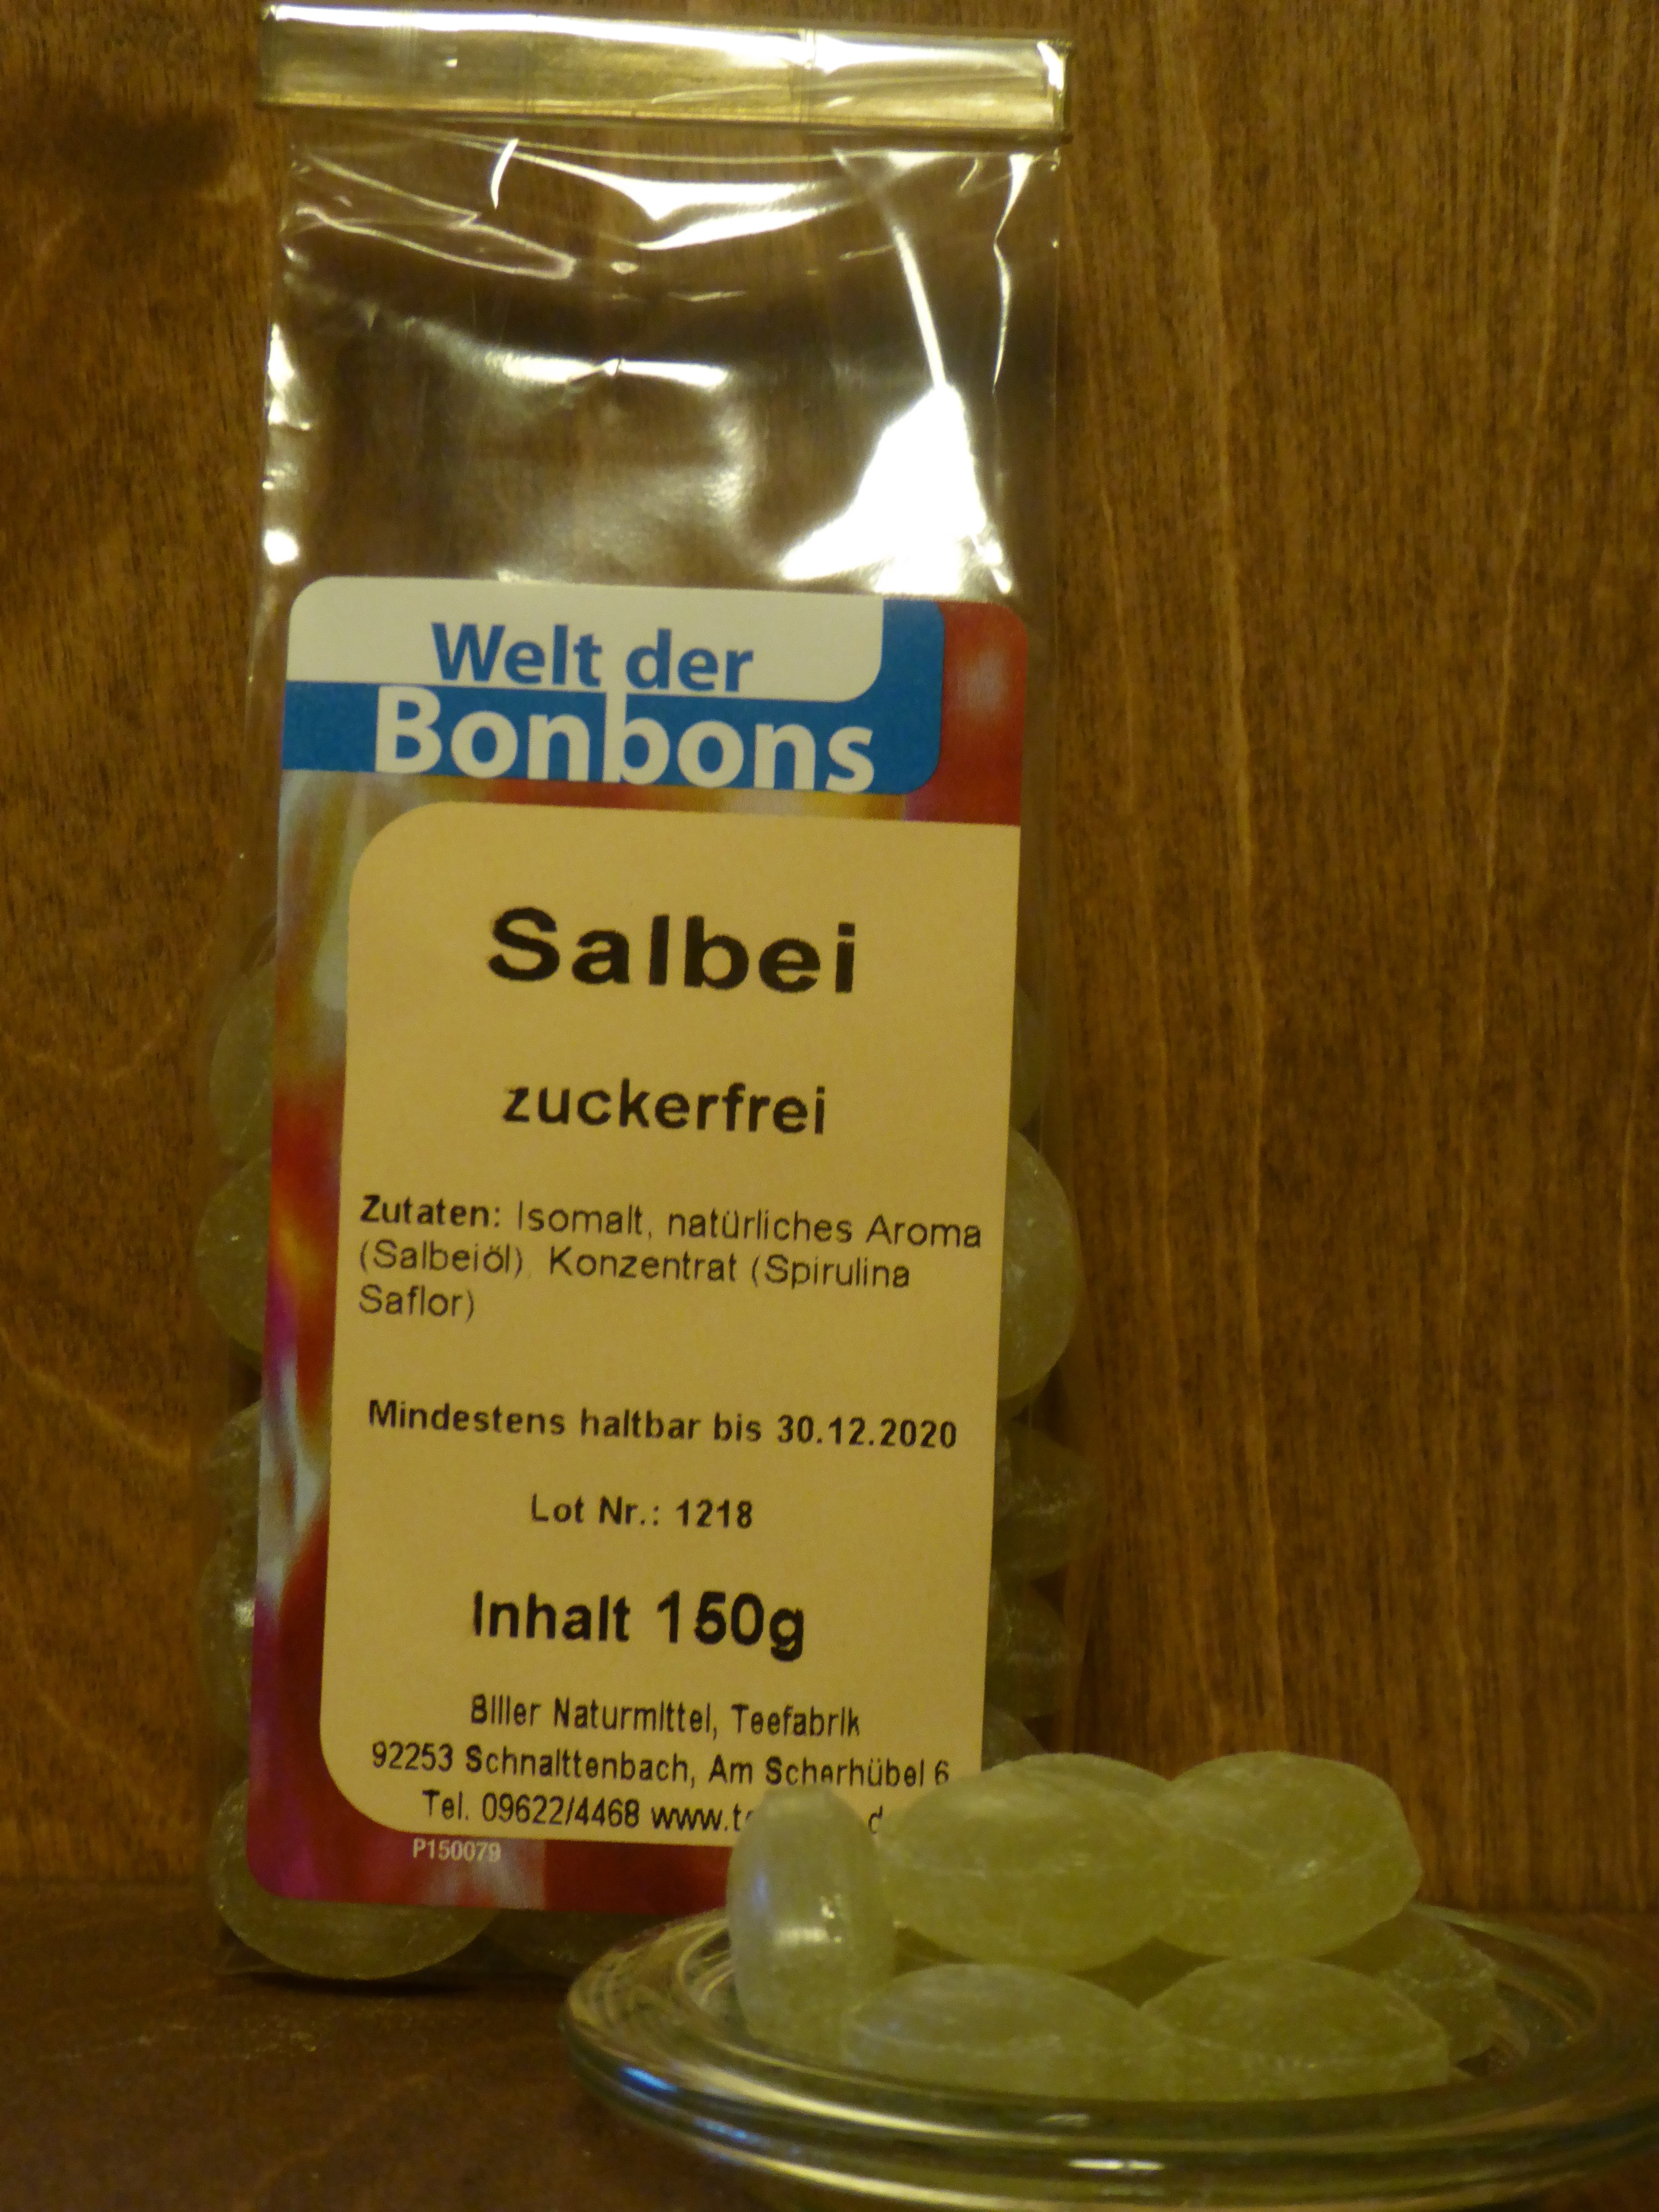 Welt der
Bonbons
Salbei
zuckerfrei
Zutaten: Isomalt, natürliches Aroma
(Salbeiöl), Konzentrat (Spirulina
Saflor)
Mindestens haltbar bis 30.12.2020
Lot Nr.: 1218
Inhalt 150g
Biller Naturmittel, Teefabrik
92253 Schnaittenbach, Am Scherhübel 6
Tel. 09622/4468
P150079